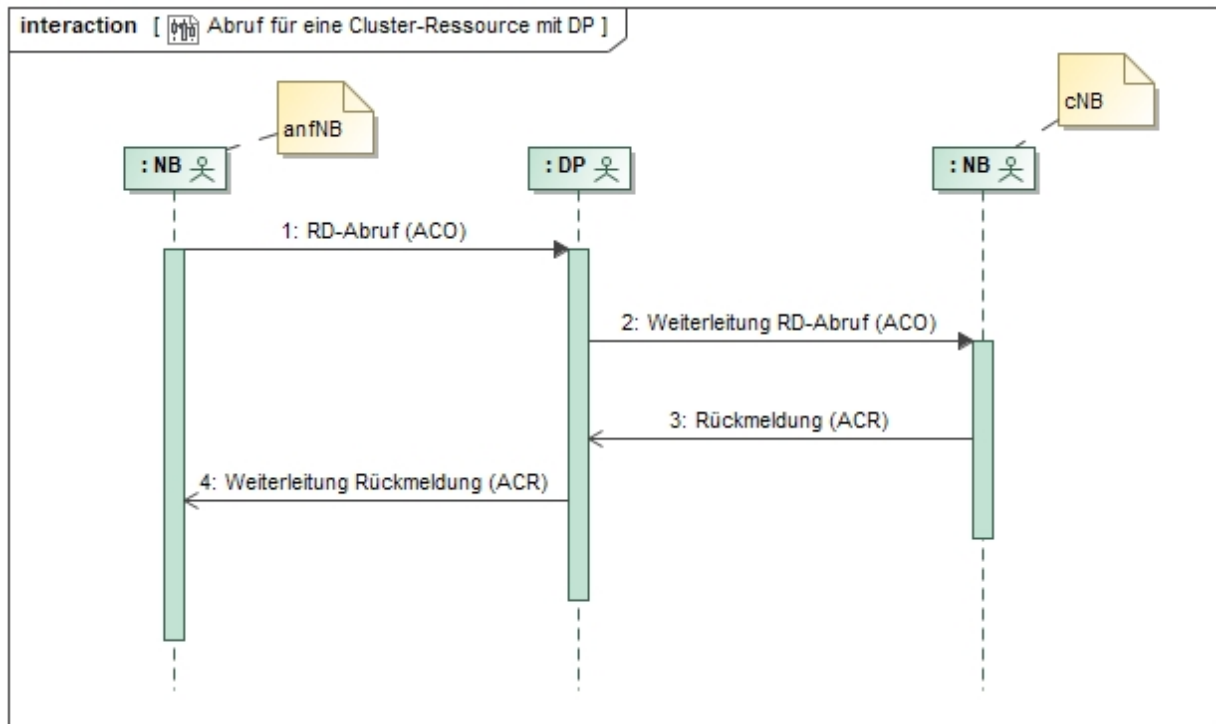 interaction [ Abruf für eine Cluster-Ressource mit DP ]
cNB
anfNB
: NB
: DP
: NB
1: RD-Abruf (ACO)
2: Weiterleitung RD-Abruf (ACO)
3: Rückmeldung (ACR)
4: Weiterleitung Rückmeldung (ACR)